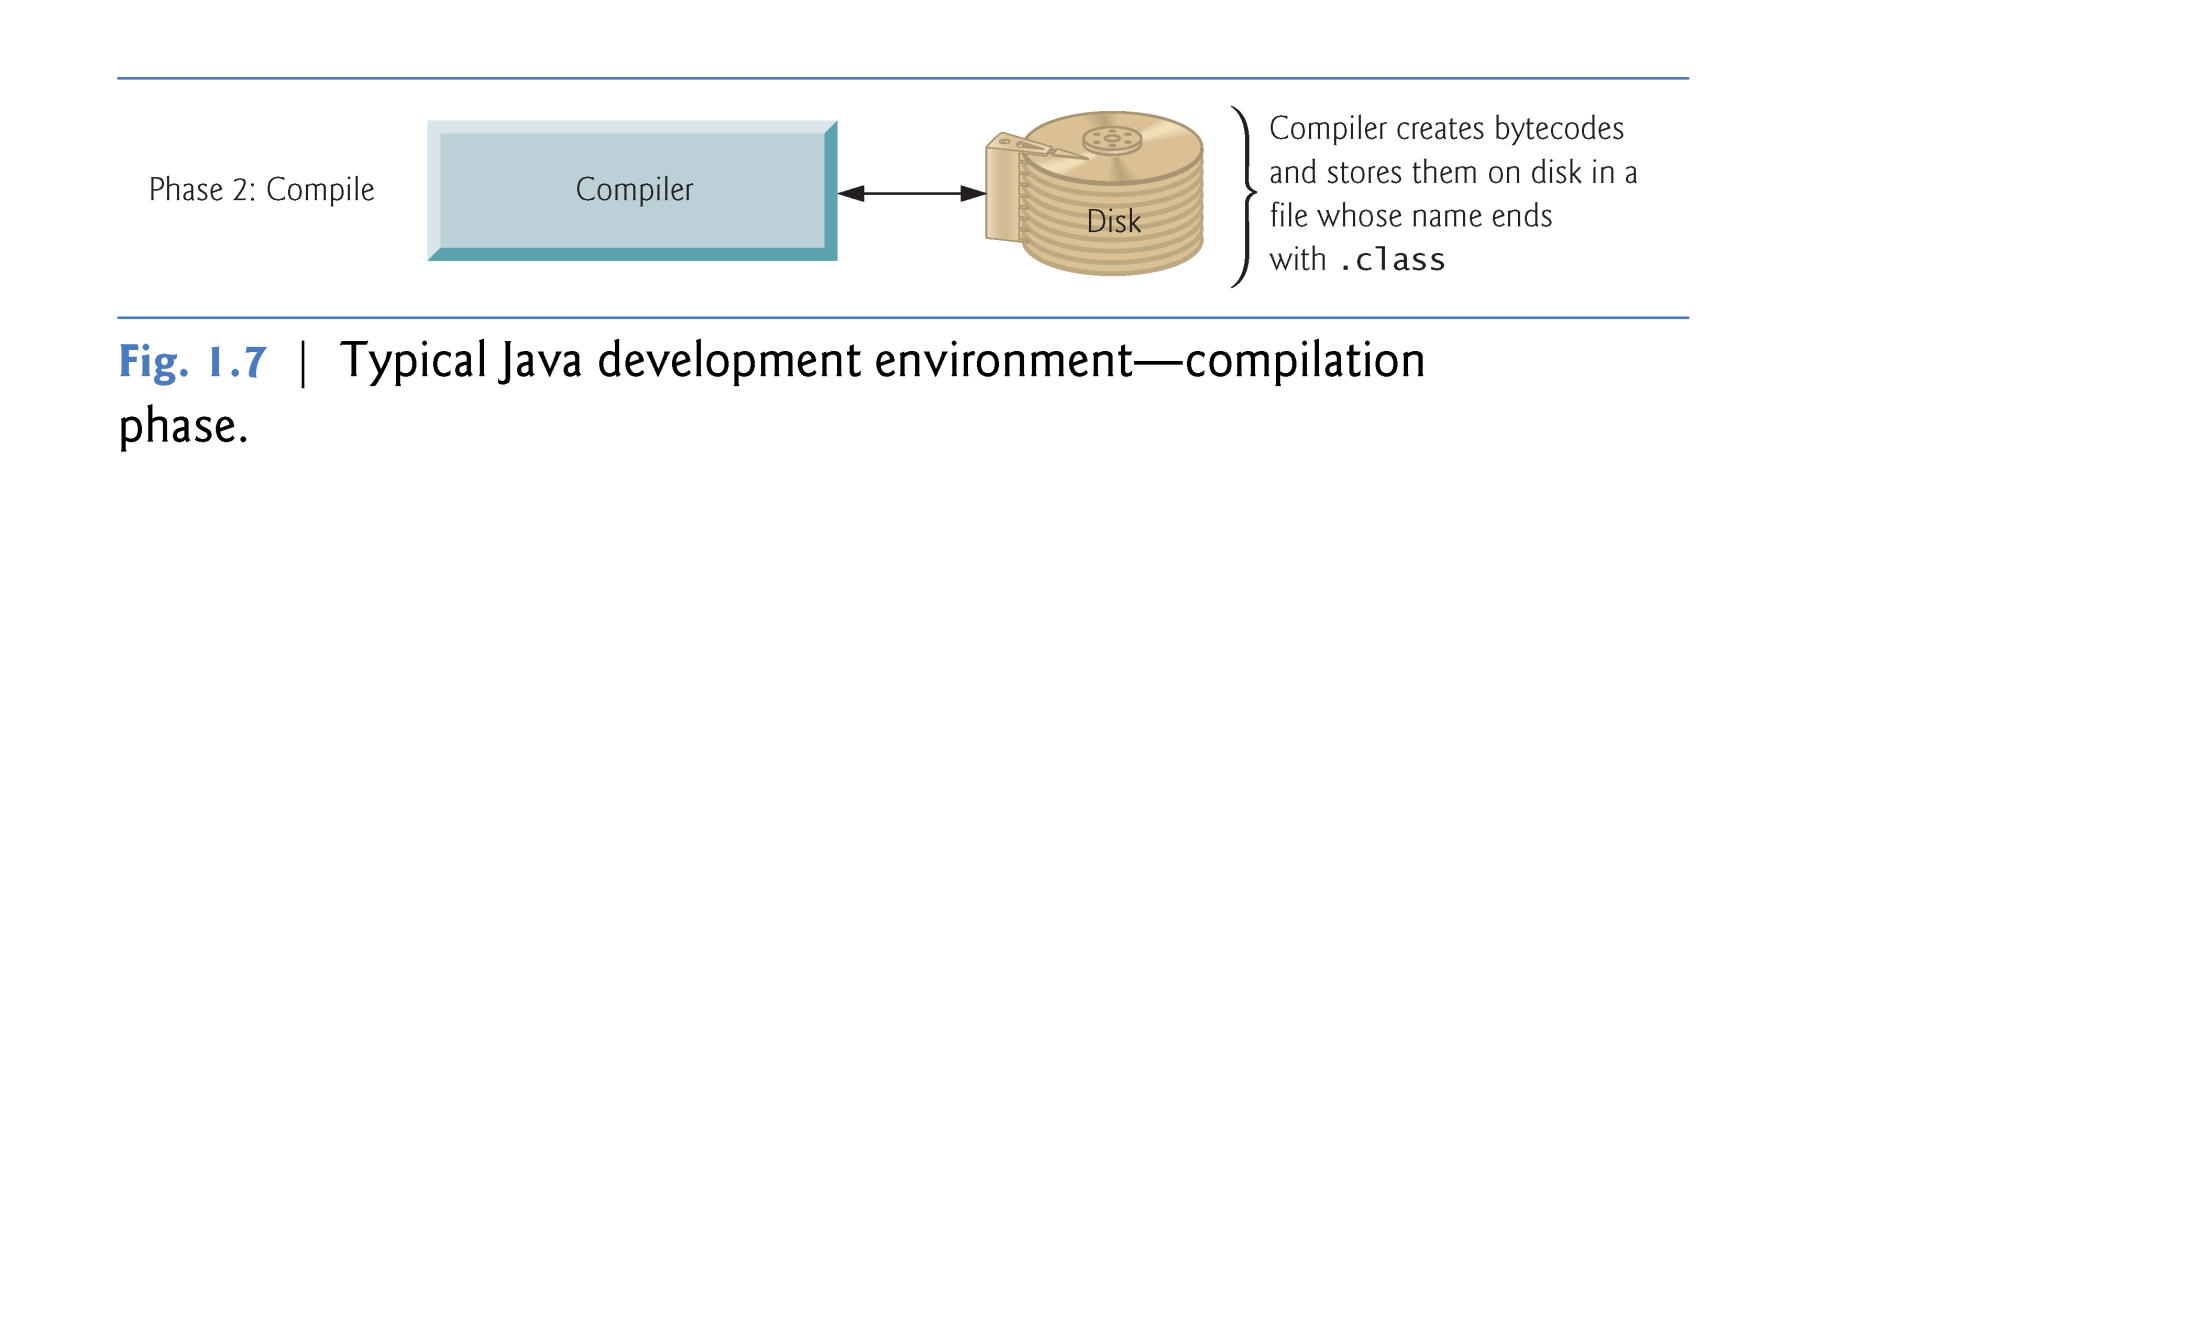 Phase 2: Compile
Compiler
Disk
Compiler creates bytecodes
and stores them on disk in a
file whose name ends
with .class
Fig. 1.7 | Typical Java development environment—compilation
phase.